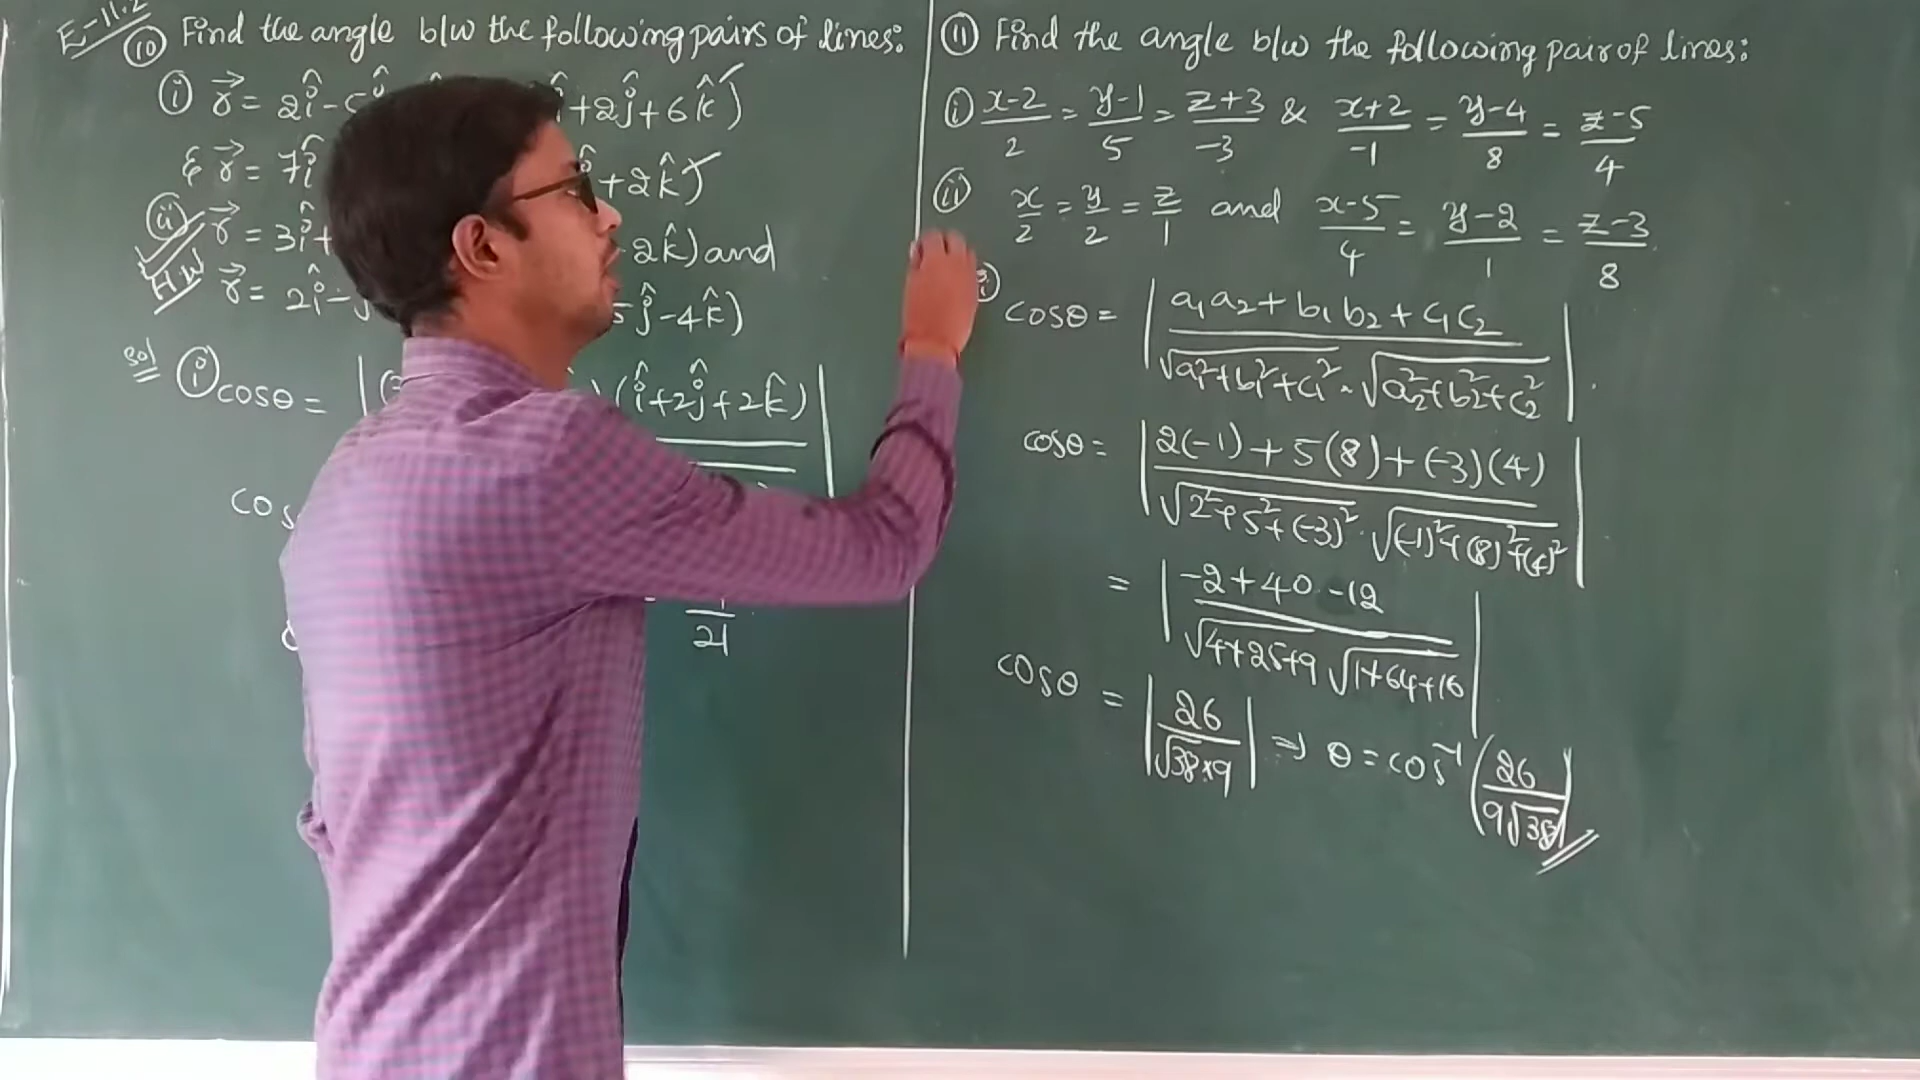 E-11.2
(10) Find the angle b/w the following pairs of lines:
(i) r⃗ = 2î - 5ĵ î+2ĵ+6k̂)
& r⃗ = 7î +2k̂)
(ii) r⃗ = 3î+ 2k̂) and
HW r⃗ = 2î - ĵ 5ĵ-4k̂)
Sol (i) cosθ = | (î+2ĵ+2k̂) |
cos
21
(11) Find the angle b/w the following pair of lines:
(i) x-2/2 = y-1/5 = z+3/-3 & x+2/-1 = y-4/8 = z-5/4
(ii) x/2 = y/2 = z/1 and x-5/4 = y-2/1 = z-3/8
(i) cosθ = | a₁a₂ + b₁b₂ + c₁c₂ / √a₁²+b₁²+c₁² . √a₂²+b₂²+c₂² | .
cosθ = | 2(-1) + 5(8) + (-3)(4) / √2²+5²+(-3)² . √(-1)²+(8)²+(4)² |
= | -2+40-12 / √4+25+9 √1+64+16 |
cosθ = | 26 / √38×9 | ⇒ θ = cos⁻¹ ( 26 / 9√38 )